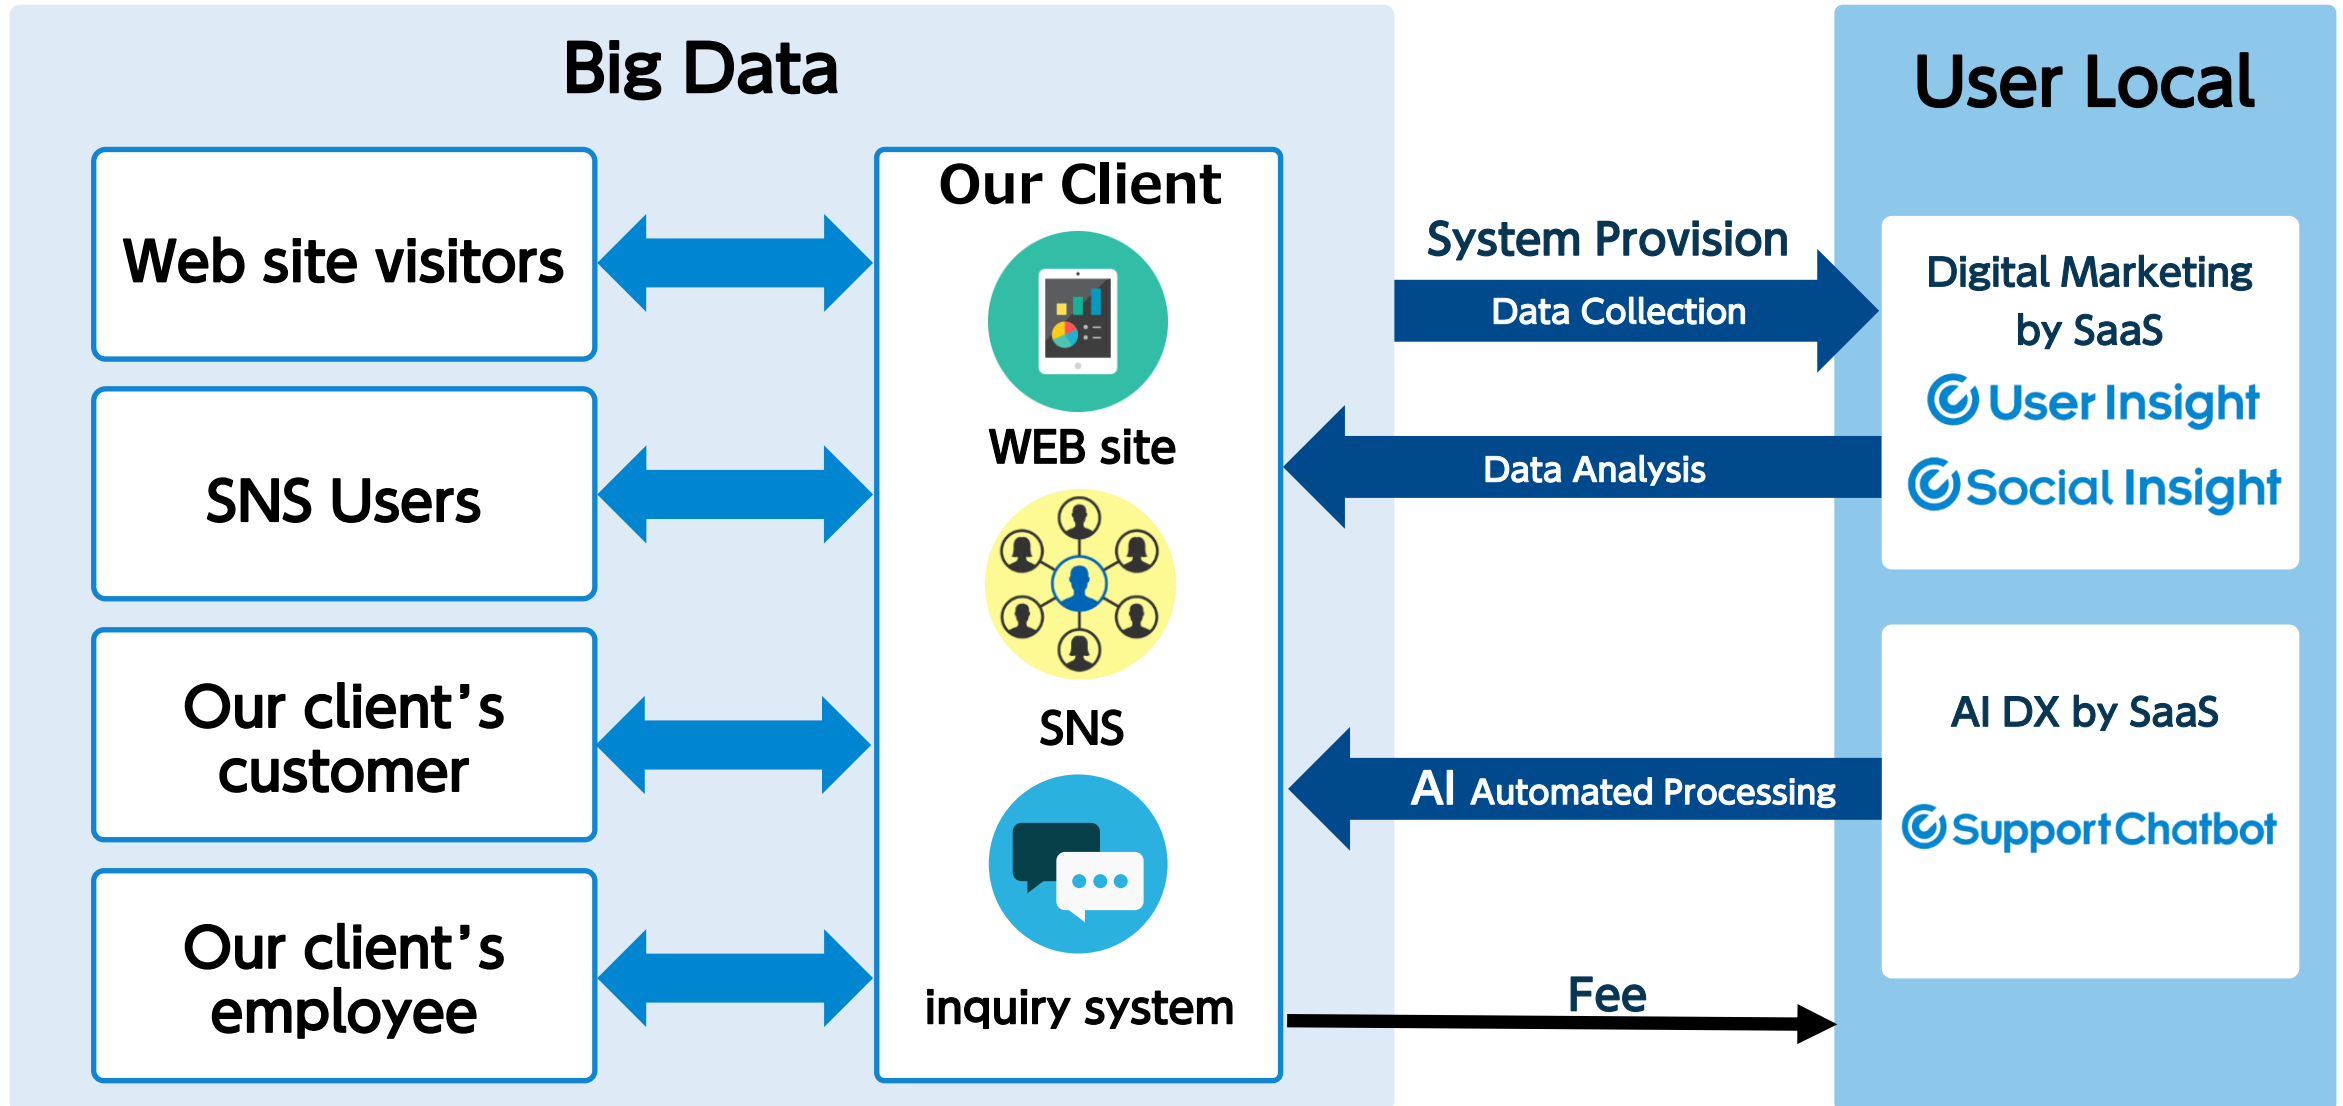 Big Data
Web site visitors
SNS Users
Our client's
customer
Our client's
employee
Our Client
WEB site
SNS
inquiry system
System Provision
Data Collection
Data Analysis
AI Automated Processing
Fee
User Local
Digital Marketing
by SaaS
User Insight
Social Insight
AI DX by SaaS
Support Chatbot